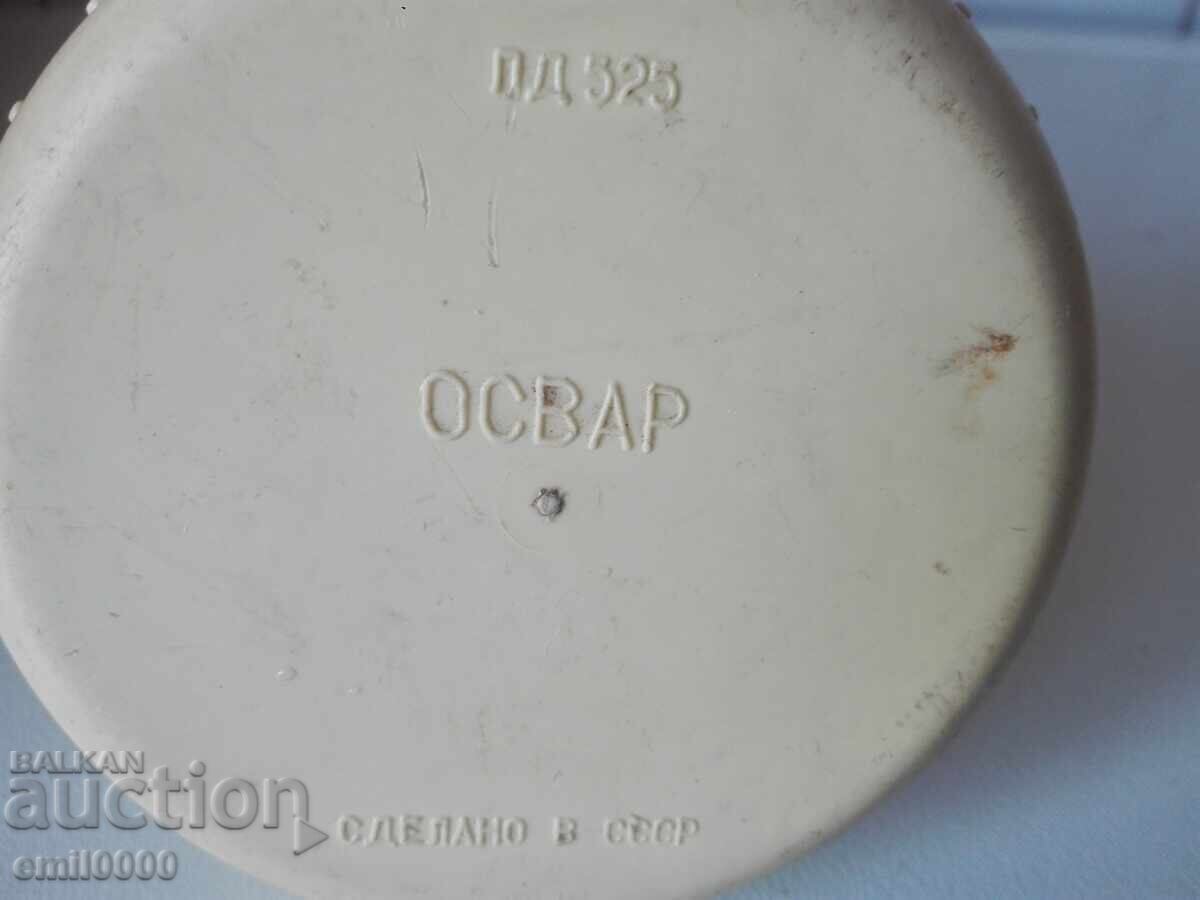 ПД 525
ОСВАР
СДЕЛАНО В СССР
BALKAN
auction
emil0000